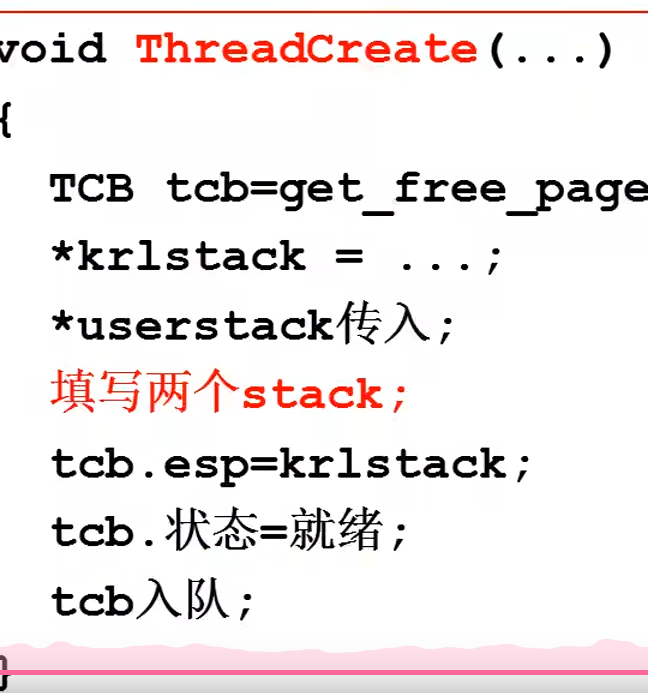 void ThreadCreate(...)
{
TCB tcb=get_free_page
*krlstack = ...;
*userstack传入;
填写两个stack;
tcb.esp=krlstack;
tcb.状态=就绪;
tcb入队;
}